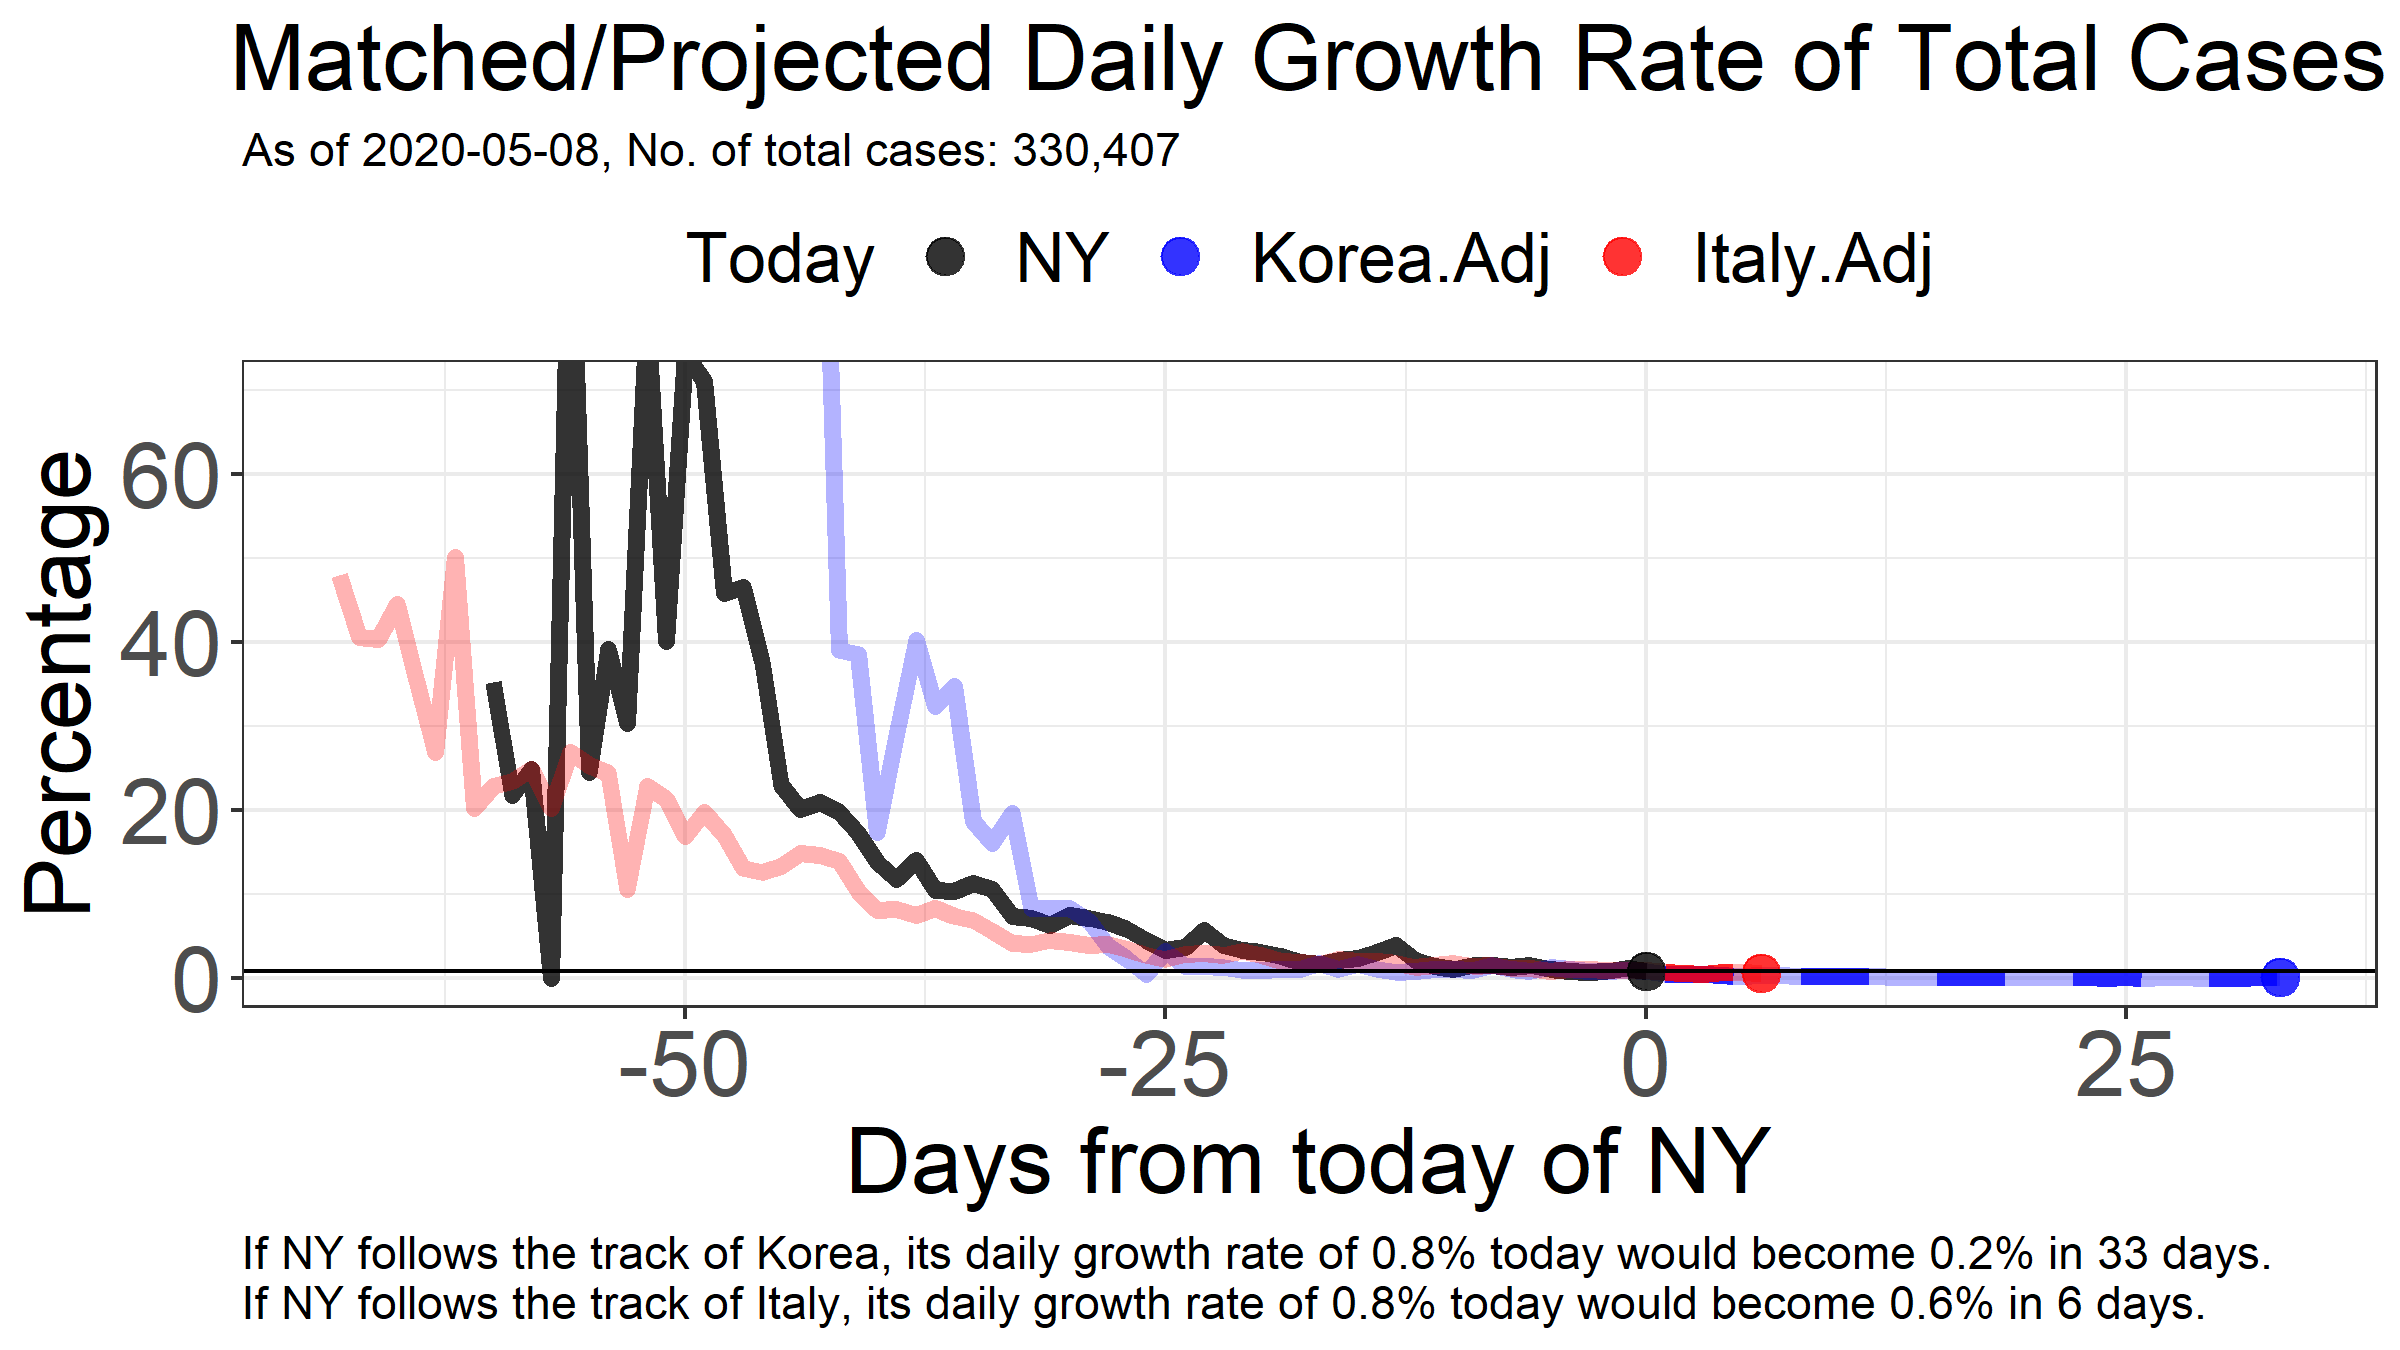 Matched/Projected Daily Growth Rate of Total Cases
As of 2020-05-08, No. of total cases: 330,407
Today NY Korea.Adj Italy.Adj
Percentage
60
40
20
0
-50 -25 0 25
Days from today of NY
If NY follows the track of Korea, its daily growth rate of 0.8% today would become 0.2% in 33 days.
If NY follows the track of Italy, its daily growth rate of 0.8% today would become 0.6% in 6 days.